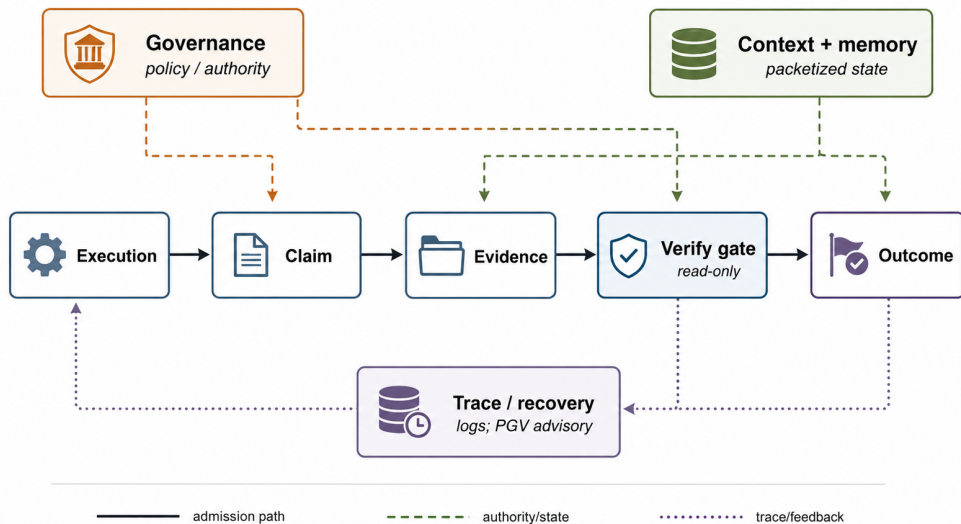 Governance
policy / authority
Context + memory
packetized state
Execution
Claim
Evidence
Verify gate
read-only
Outcome
Trace / recovery
logs; PGV advisory
admission path
authority/state
trace/feedback